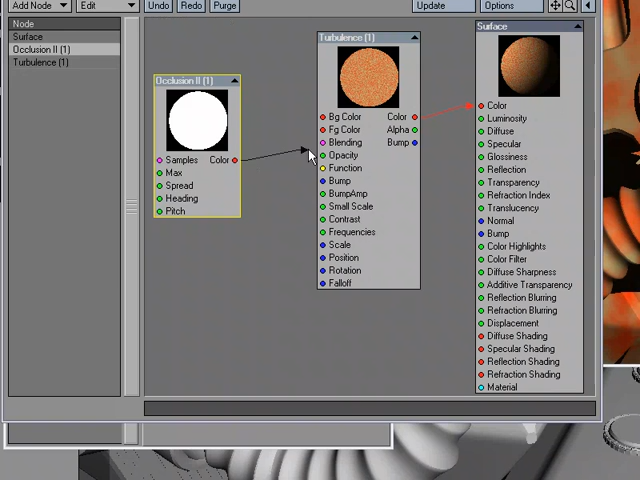 Add Node Edit Undo Redo Purge Update Options
Node
Surface
Occlusion II (1)
Turbulence (1)
Occlusion II (1)
Samples Color
Max
Spread
Heading
Pitch
Turbulence (1)
Bg Color Color
Fg Color Alpha
Blending Bump
Opacity
Function
Bump
BumpAmp
Small Scale
Contrast
Frequencies
Scale
Position
Rotation
Falloff
Surface
Color
Luminosity
Diffuse
Specular
Glossiness
Reflection
Transparency
Refraction Index
Translucency
Normal
Bump
Color Highlights
Color Filter
Diffuse Sharpness
Additive Transparency
Reflection Blurring
Refraction Blurring
Displacement
Diffuse Shading
Specular Shading
Reflection Shading
Refraction Shading
Material